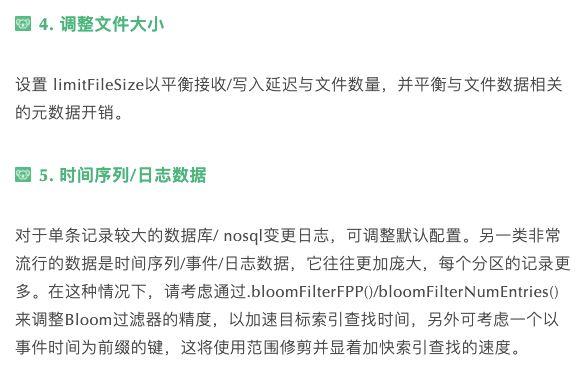 4. 调整文件大小
设置 limitFileSize以平衡接收/写入延迟与文件数量，并平衡与文件数据相关
的元数据开销。
5. 时间序列/日志数据
对于单条记录较大的数据库/ nosql变更日志，可调整默认配置。另一类非常
流行的数据是时间序列/事件/日志数据，它往往更加庞大，每个分区的记录更
多。在这种情况下，请考虑通过.bloomFilterFPP()/bloomFilterNumEntries()
来调整Bloom过滤器的精度，以加速目标索引查找时间，另外可考虑一个以
事件时间为前缀的键，这将使用范围修剪并显着加快索引查找的速度。